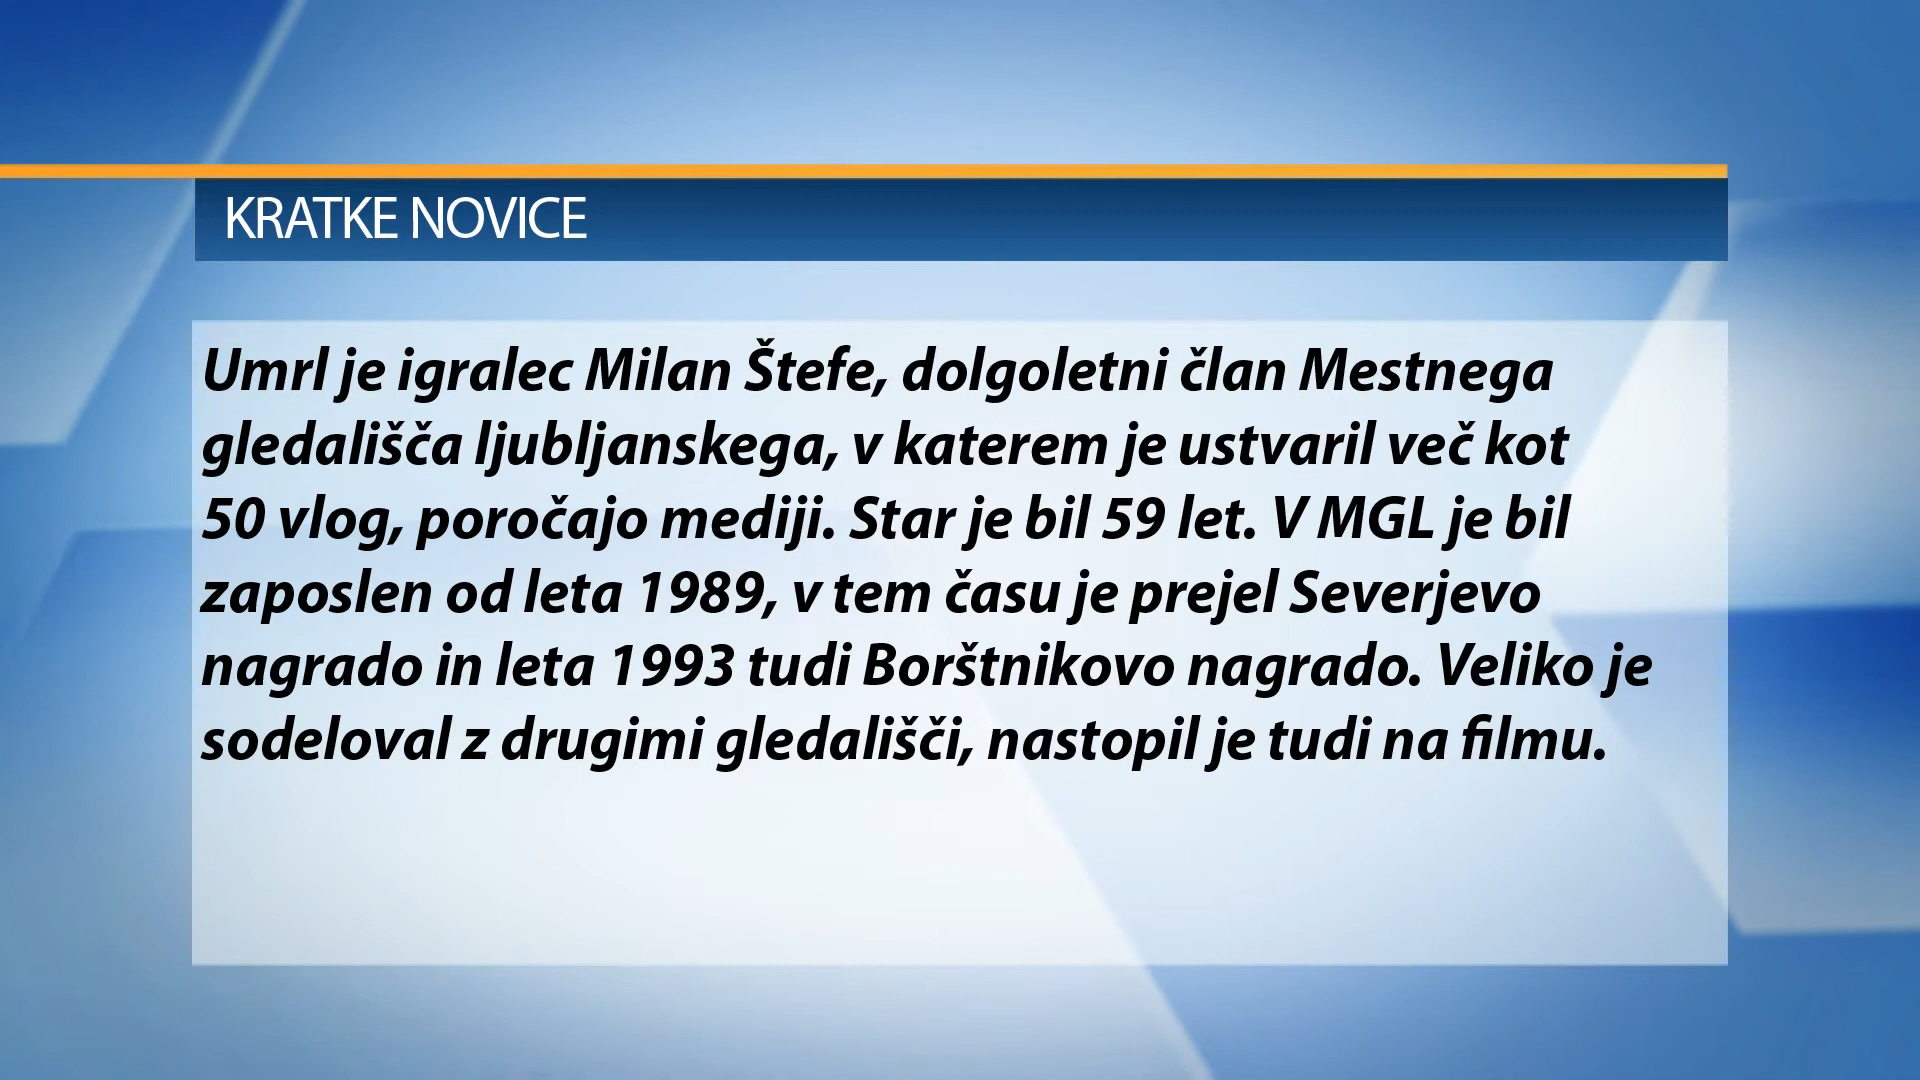 KRATKE NOVICE
Umrl je igralec Milan Štefe, dolgoletni član Mestnega
gledališča ljubljanskega, v katerem je ustvaril več kot
50 vlog, poročajo mediji. Star je bil 59 let. V MGL je bil
zaposlen od leta 1989, v tem času je prejel Severjevo
nagrado in leta 1993 tudi Borštnikovo nagrado. Veliko je
sodeloval z drugimi gledališči, nastopil je tudi na filmu.